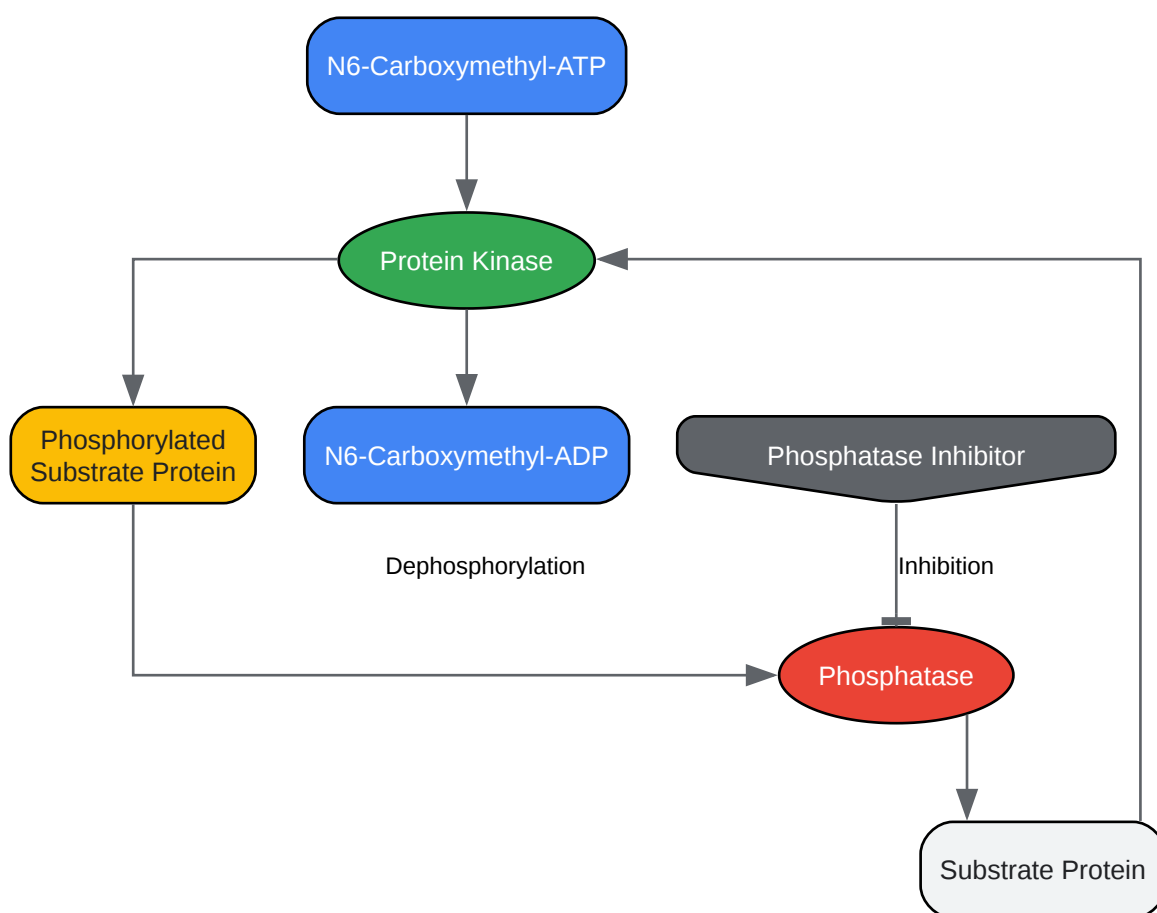 N6-Carboxymethyl-ATP
Protein Kinase
Phosphorylated
Substrate Protein
N6-Carboxymethyl-ADP
Phosphatase Inhibitor
Dephosphorylation
Inhibition
Phosphatase
Substrate Protein